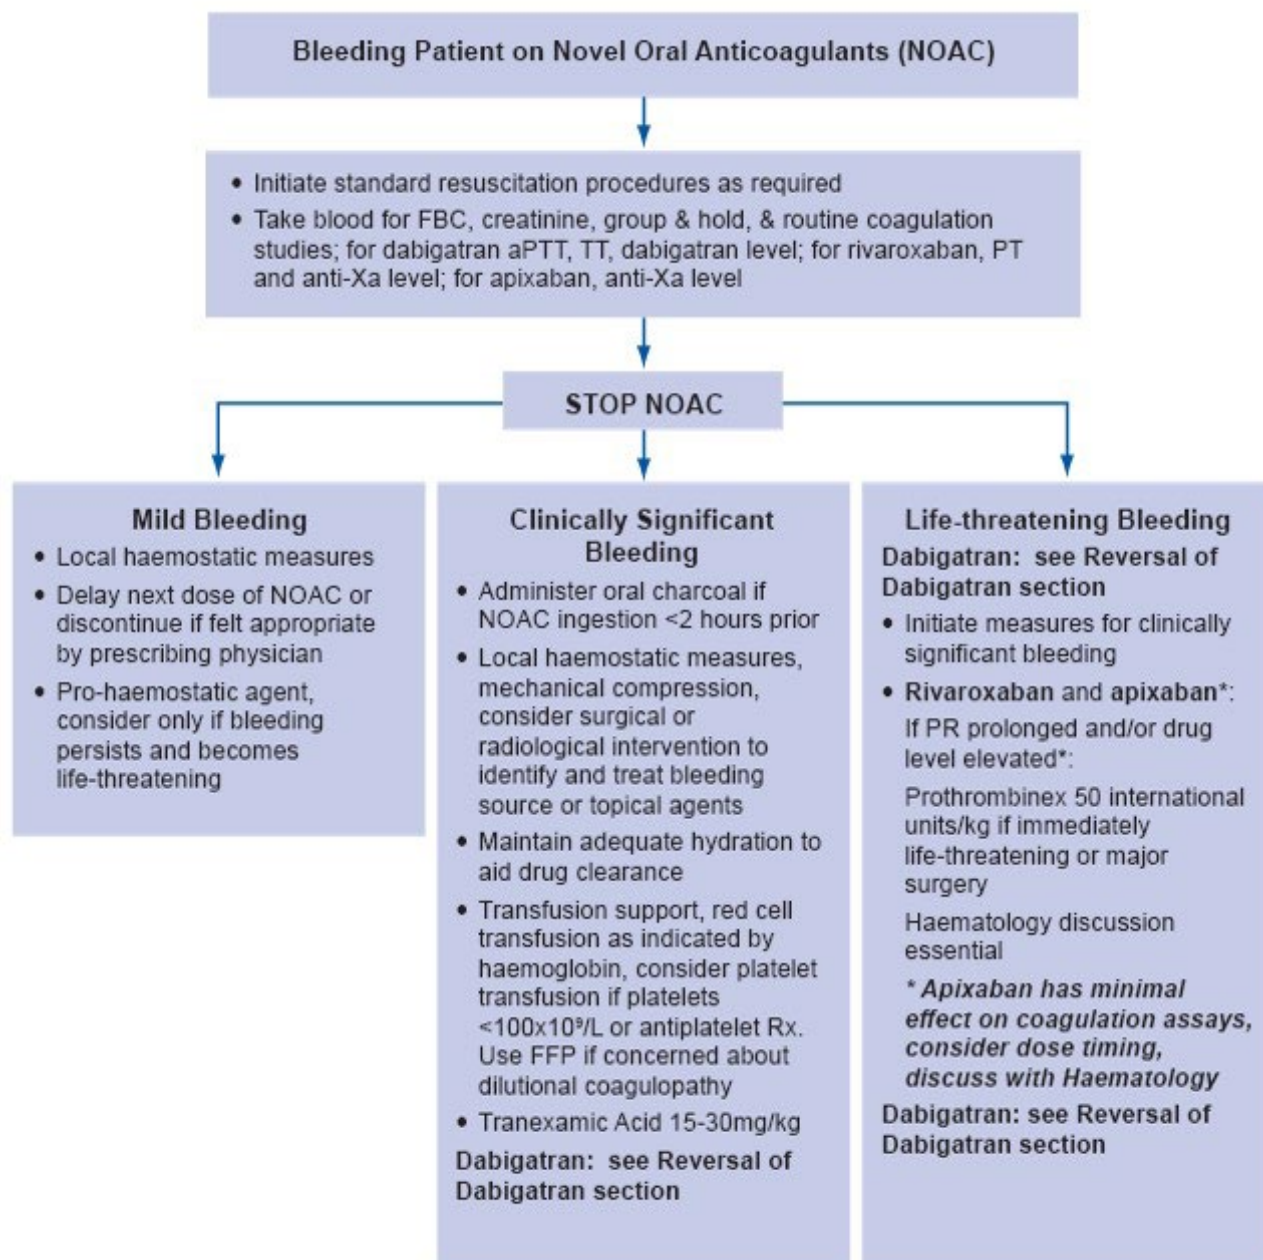 Bleeding Patient on Novel Oral Anticoagulants (NOAC)
• Initiate standard resuscitation procedures as required
• Take blood for FBC, creatinine, group & hold, & routine coagulation
studies; for dabigatran aPTT, TT, dabigatran level; for rivaroxaban, PT
and anti-Xa level; for apixaban, anti-Xa level
STOP NOAC
Mild Bleeding
• Local haemostatic measures
• Delay next dose of NOAC or
discontinue if felt appropriate
by prescribing physician
• Pro-haemostatic agent,
consider only if bleeding
persists and becomes
life-threatening
Clinically Significant
Bleeding
• Administer oral charcoal if
NOAC ingestion <2 hours prior
• Local haemostatic measures,
mechanical compression,
consider surgical or
radiological intervention to
identify and treat bleeding
source or topical agents
• Maintain adequate hydration to
aid drug clearance
• Transfusion support, red cell
transfusion as indicated by
haemoglobin, consider platelet
transfusion if platelets
<100x10⁹/L or antiplatelet Rx.
Use FFP if concerned about
dilutional coagulopathy
• Tranexamic Acid 15-30mg/kg
Dabigatran: see Reversal of
Dabigatran section
Life-threatening Bleeding
Dabigatran: see Reversal of
Dabigatran section
• Initiate measures for clinically
significant bleeding
• Rivaroxaban and apixaban*:
If PR prolonged and/or drug
level elevated*:
Prothrombinex 50 international
units/kg if immediately
life-threatening or major
surgery
Haematology discussion
essential
* Apixaban has minimal
effect on coagulation assays,
consider dose timing,
discuss with Haematology
Dabigatran: see Reversal of
Dabigatran section